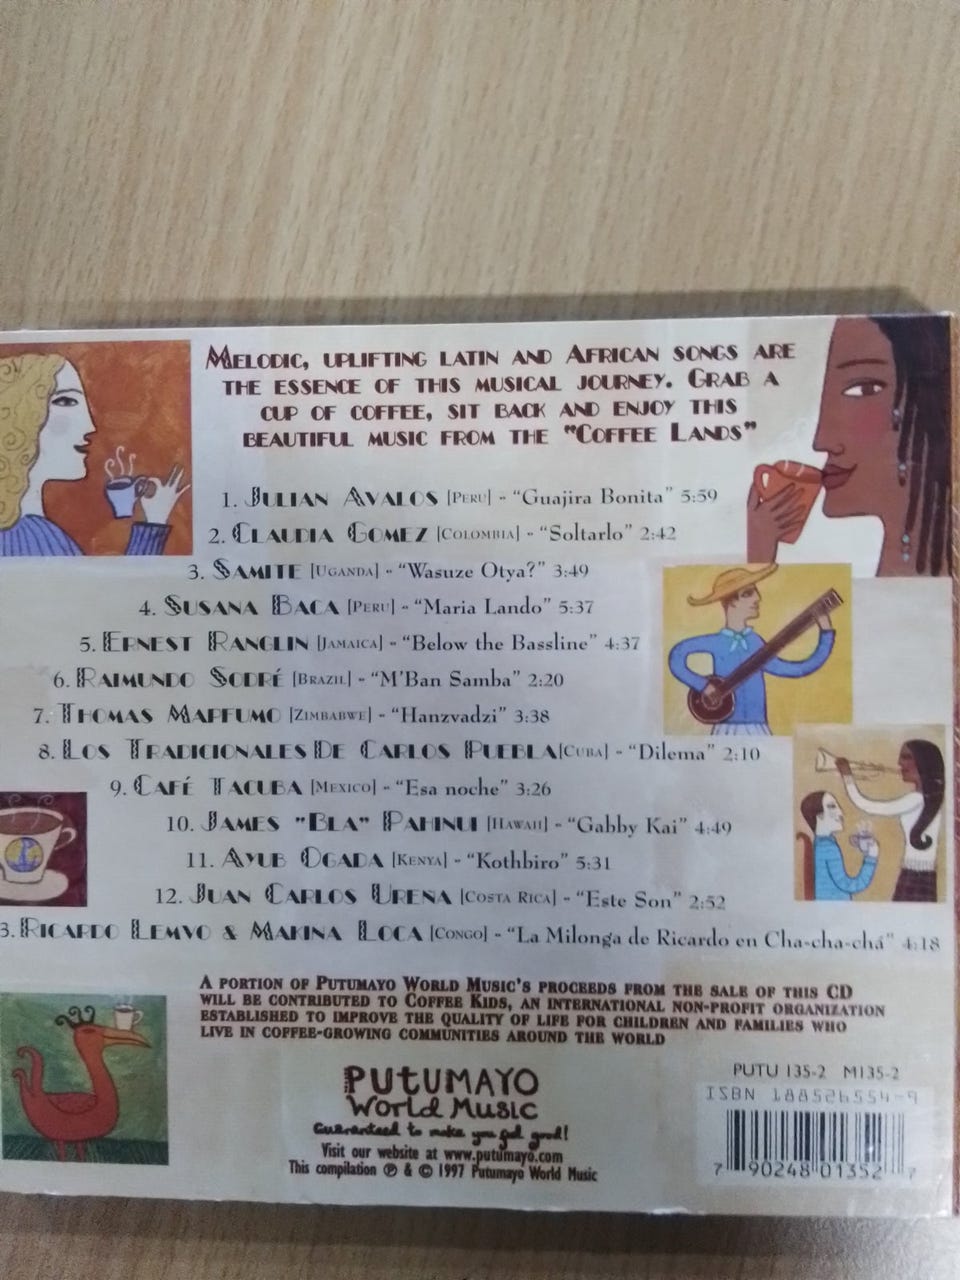 MELODIC, UPLIFTING LATIN AND AFRICAN SONGS ARE
THE ESSENCE OF THIS MUSICAL JOURNEY. GRAB A
CUP OF COFFEE, SIT BACK AND ENJOY THIS
BEAUTIFUL MUSIC FROM THE "COFFEE LANDS"
1. JULIAN AVALOS [PERU] - "Guajira Bonita" 5:59
2. CLAUDIA GOMEZ [COLOMBIA] - "Soltarlo" 2:42
3. SAMITE [UGANDA] - "Wasuze Otya?" 3:49
4. SUSANA BACA [PERU] - "Maria Lando" 5:37
5. ERNEST RANGLIN [JAMAICA] - "Below the Bassline" 4:37
6. RAIMUNDO SODRÉ [BRAZIL] - "M'Ban Samba" 2:20
7. THOMAS MAPFUMO [ZIMBABWE] - "Hanzvadzi" 3:38
8. LOS TRADICIONALES DE CARLOS PUEBLA [CUBA] - "Dilema" 2:10
9. CAFÉ TACUBA [MEXICO] - "Esa noche" 3:26
10. JAMES "BLA" PAHINUI [HAWAII] - "Gabby Kai" 4:49
11. AYUB OGADA [KENYA] - "Kothbiro" 5:31
12. JUAN CARLOS UREÑA [COSTA RICA] - "Este Son" 2:52
3. RICARDO LEMVO & MAKINA LOCA [CONGO] - "La Milonga de Ricardo en Cha-cha-chá" 4:18
A PORTION OF PUTUMAYO WORLD MUSIC'S PROCEEDS FROM THE SALE OF THIS CD
WILL BE CONTRIBUTED TO COFFEE KIDS, AN INTERNATIONAL NON-PROFIT ORGANIZATION
ESTABLISHED TO IMPROVE THE QUALITY OF LIFE FOR CHILDREN AND FAMILIES WHO
LIVE IN COFFEE-GROWING COMMUNITIES AROUND THE WORLD
PUTUMAYO
World Music
Guaranteed to make you feel good!
Visit our website at www.putumayo.com
This compilation ℗ & © 1997 Putumayo World Music
PUTU 135-2 M135-2
ISBN 188526554-9
7 90248 01352 7